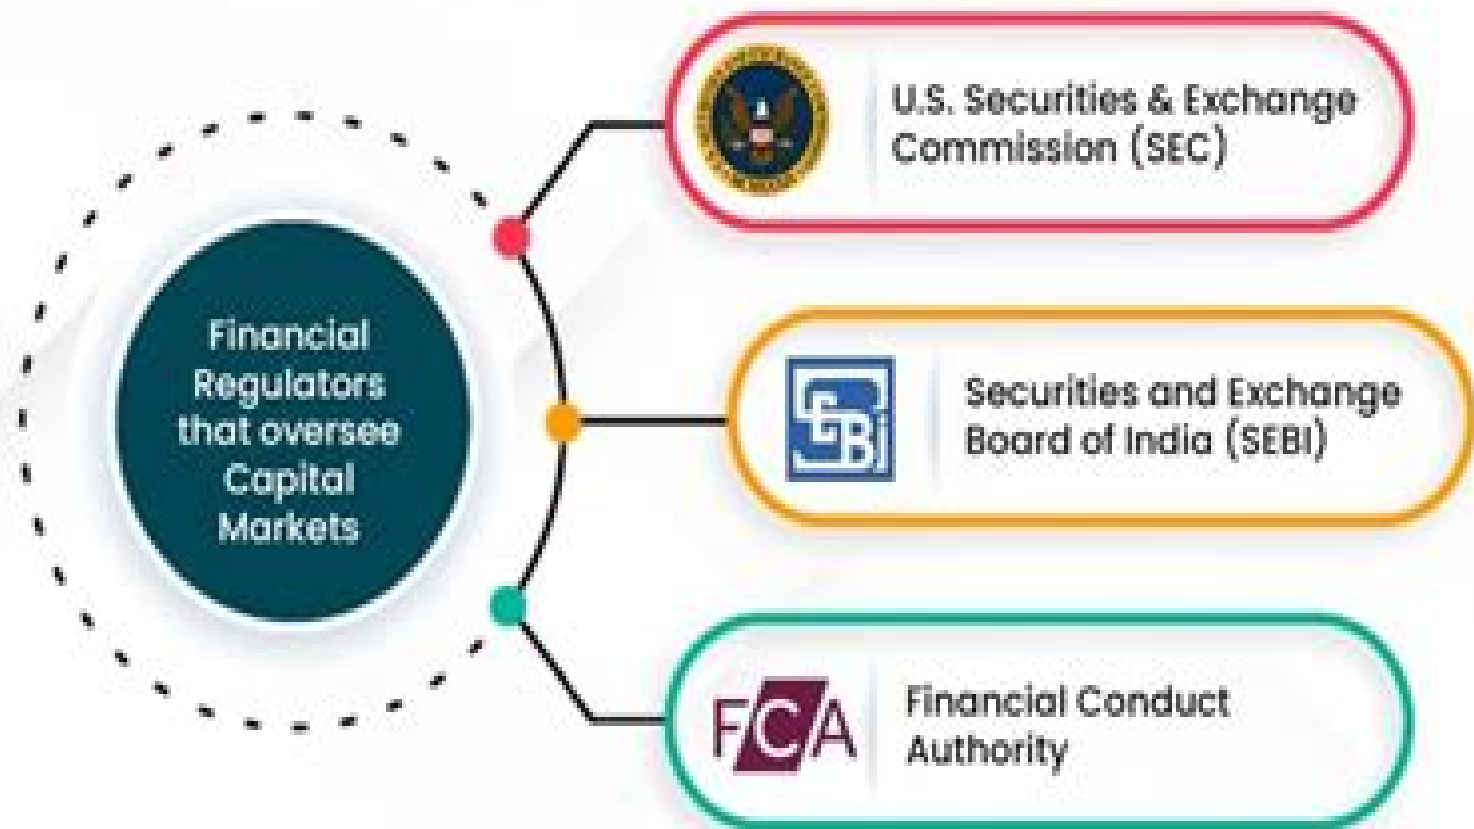 Financial
Regulators
that oversee
Capital
Markets
U.S. Securities & Exchange
Commission (SEC)
SEBI
Securities and Exchange
Board of India (SEBI)
FCA
Financial Conduct
Authority